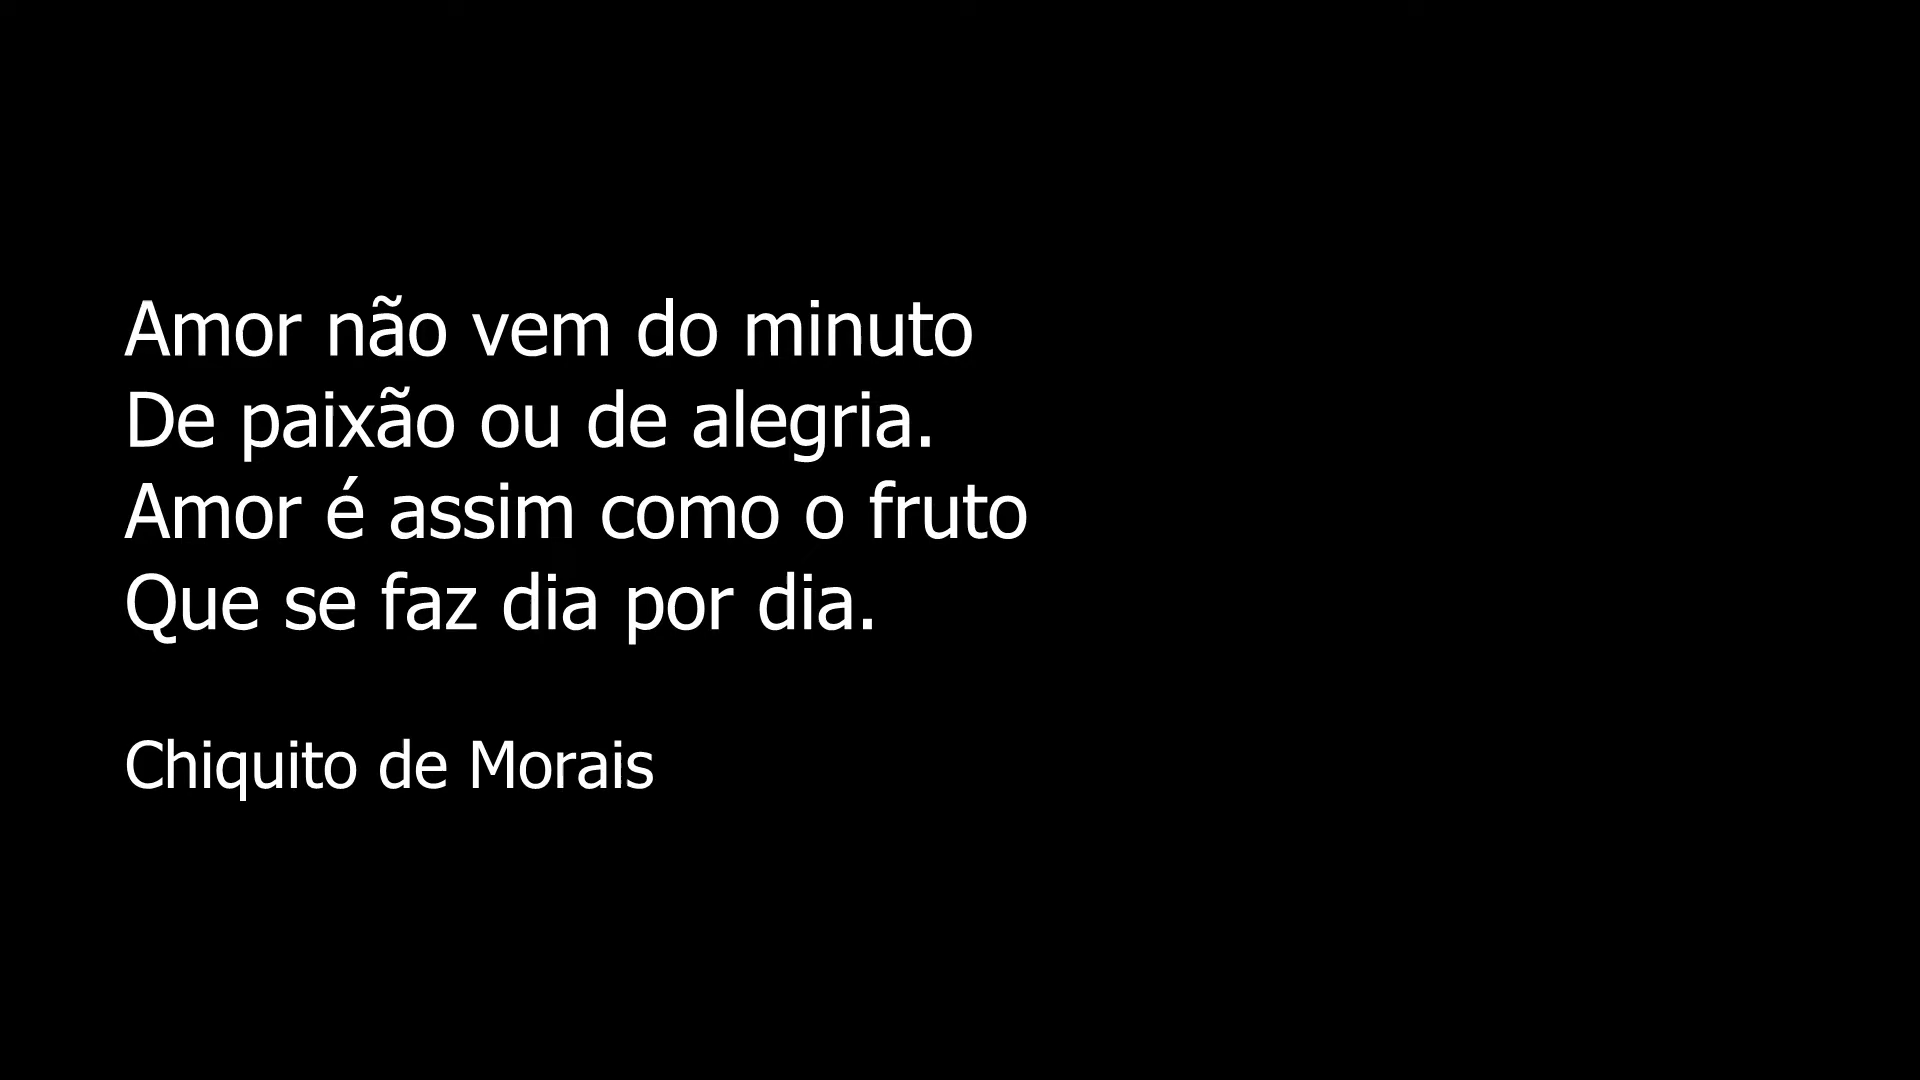 Amor não vem do minuto
De paixão ou de alegria.
Amor é assim como o fruto
Que se faz dia por dia.
Chiquito de Morais